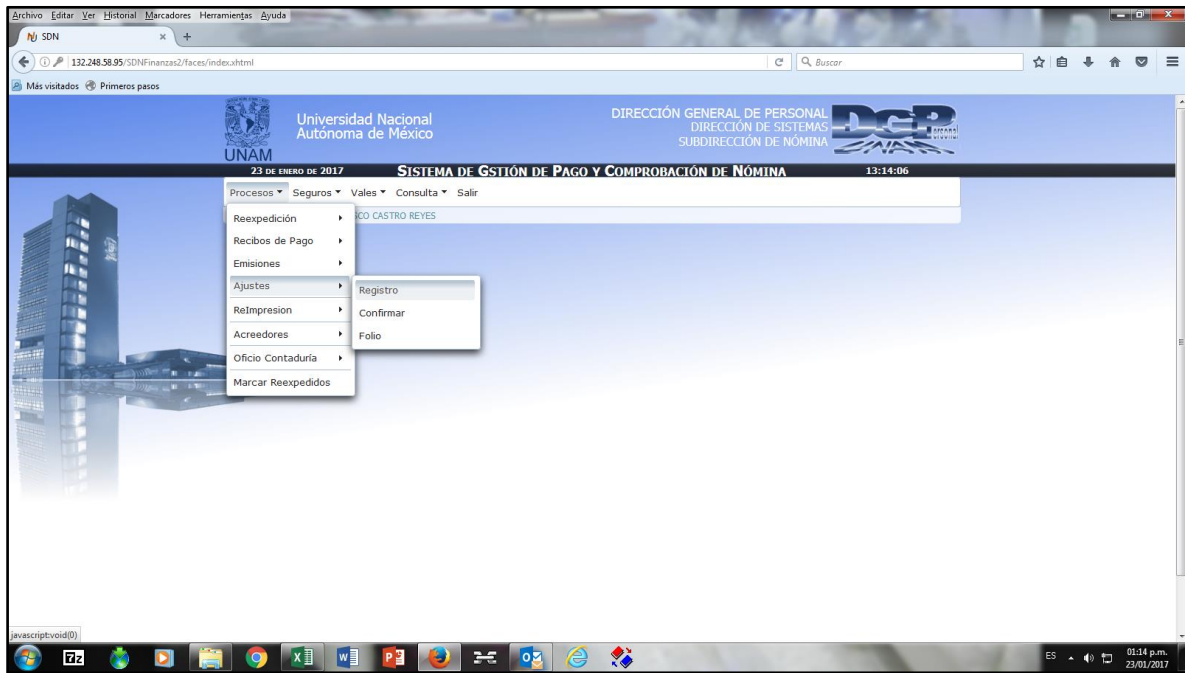 Archivo Editar Ver Historial Marcadores Herramientas Ayuda
SDN
132.248.58.95/SDNFinanzas2/faces/index.xhtml
Buscar
Más visitados Primeros pasos
UNAM
Universidad Nacional
Autónoma de México
DIRECCIÓN GENERAL DE PERSONAL
DIRECCIÓN DE SISTEMAS
SUBDIRECCIÓN DE NÓMINA
DGP
Personal
23 DE ENERO DE 2017 SISTEMA DE GSTIÓN DE PAGO Y COMPROBACIÓN DE NÓMINA 13:14:06
Procesos Seguros Vales Consulta Salir
CASTRO REYES
Reexpedición
Recibos de Pago
Emisiones
Ajustes
ReImpresion
Acreedores
Oficio Contaduría
Marcar Reexpedidos
Registro
Confirmar
Folio
javascript:void(0)
7z
ES
01:14 p.m.
23/01/2017